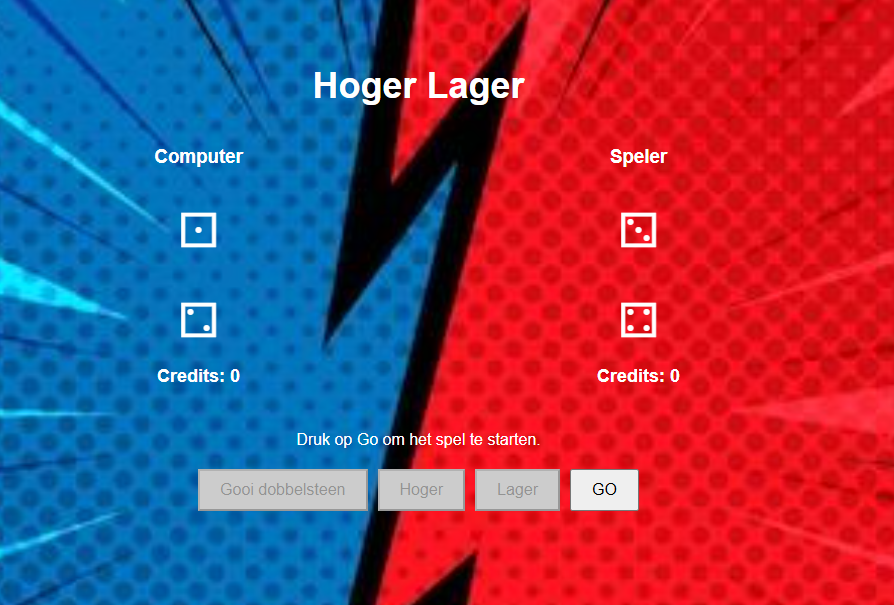 Hoger Lager
Computer
Speler
Credits: 0
Credits: 0
Druk op Go om het spel te starten.
Gooi dobbelsteen
Hoger
Lager
GO